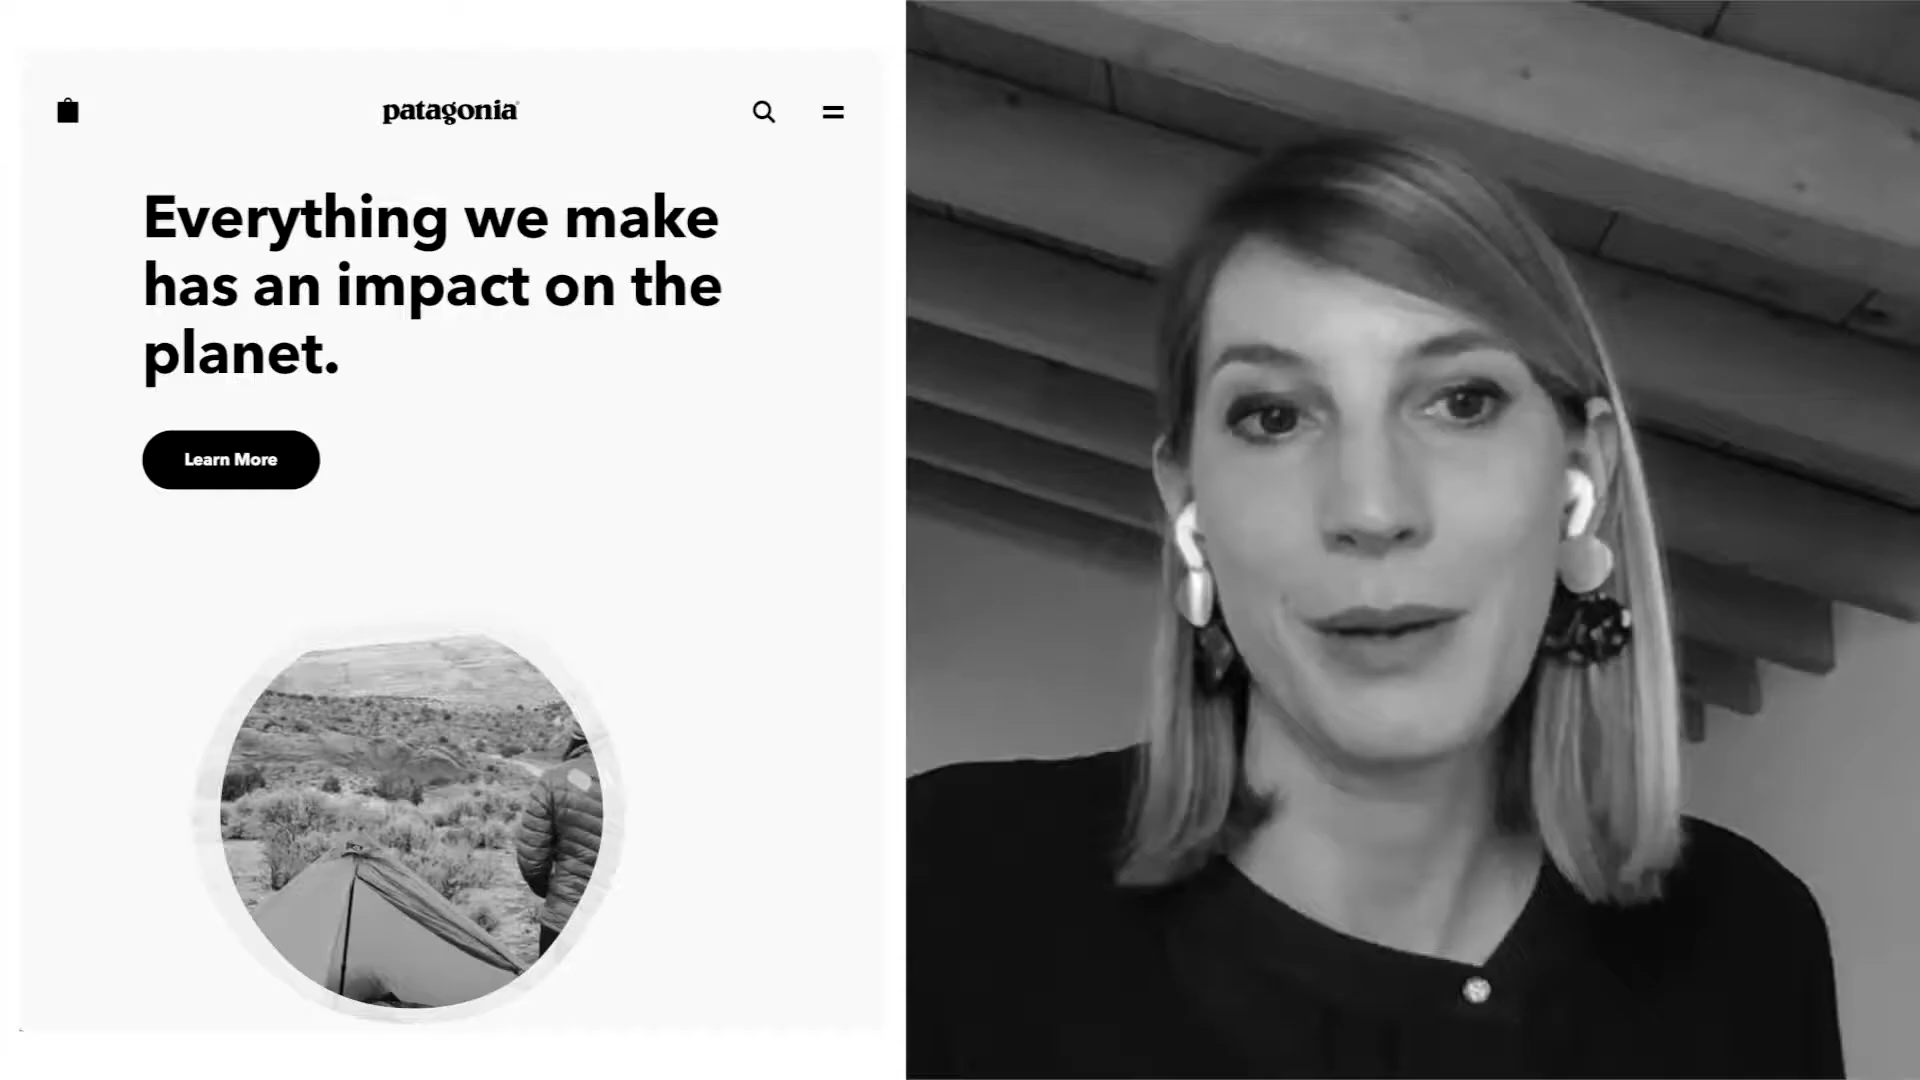 patagonia®
Everything we make
has an impact on the
planet.
Learn More